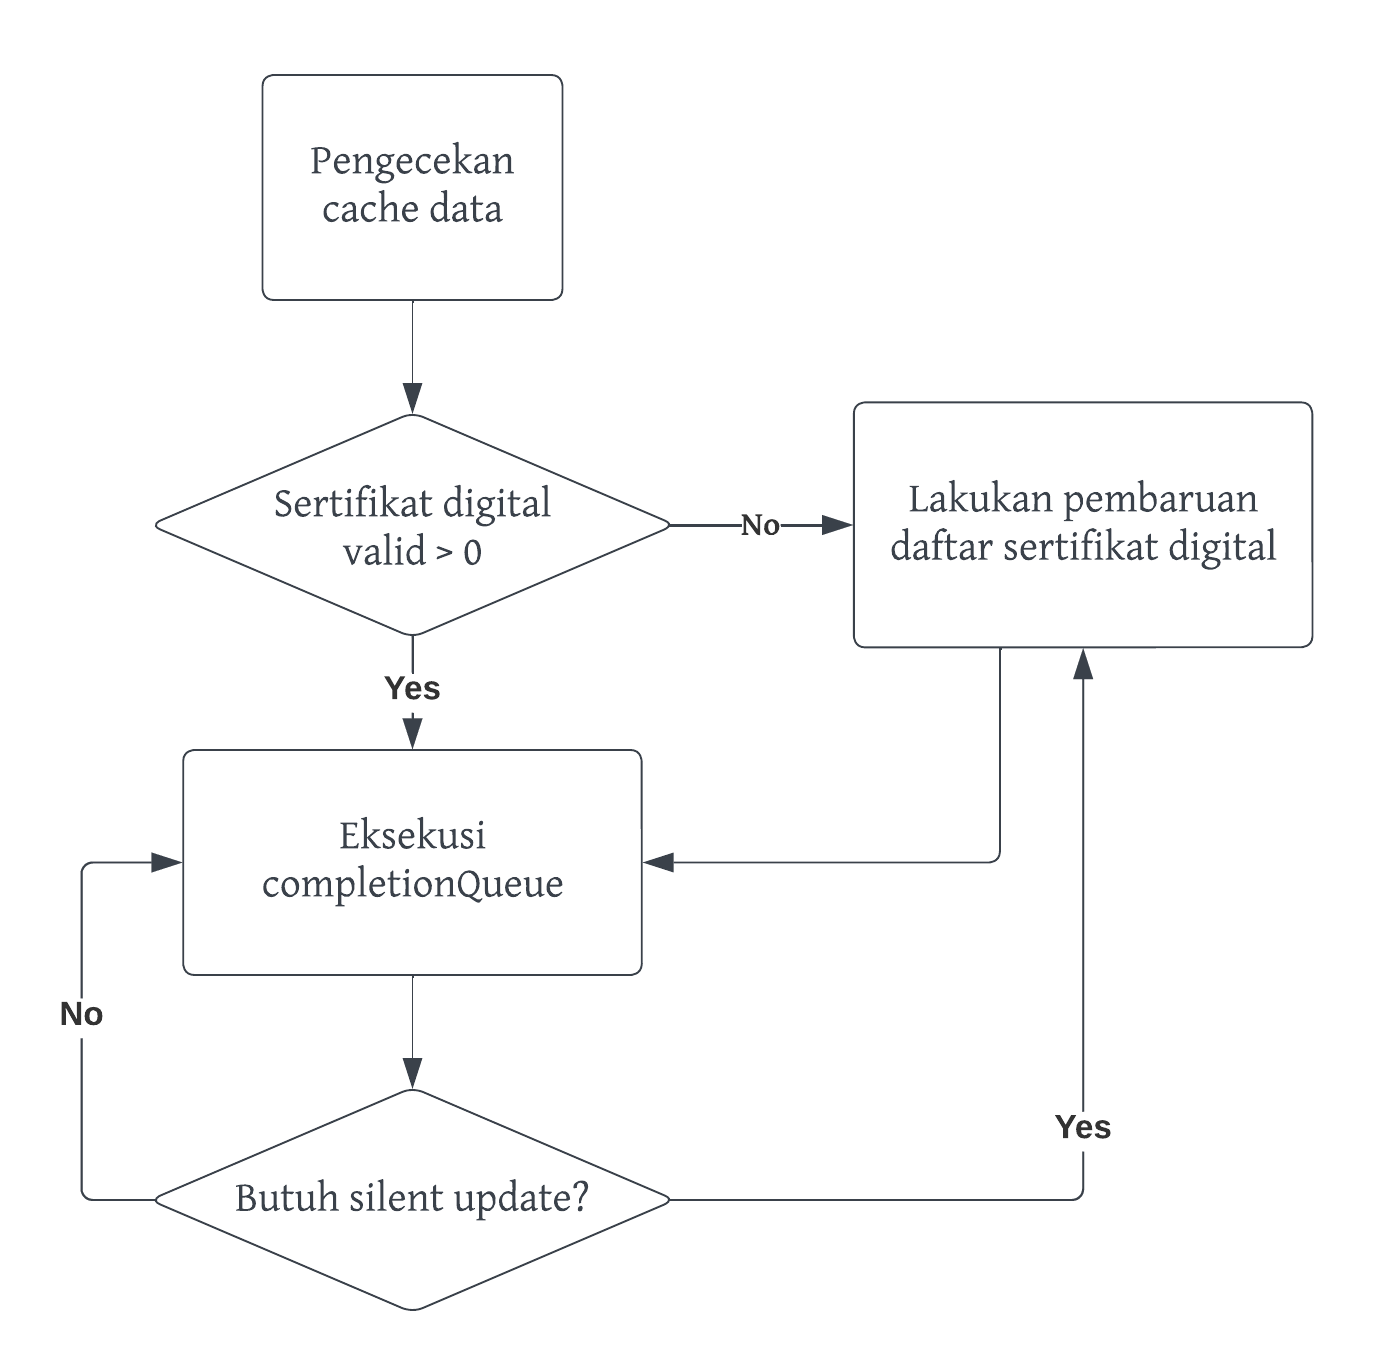 Pengecekan
cache data
Sertifikat digital
valid > 0
No
Lakukan pembaruan
daftar sertifikat digital
Yes
Eksekusi
completionQueue
No
Butuh silent update?
Yes